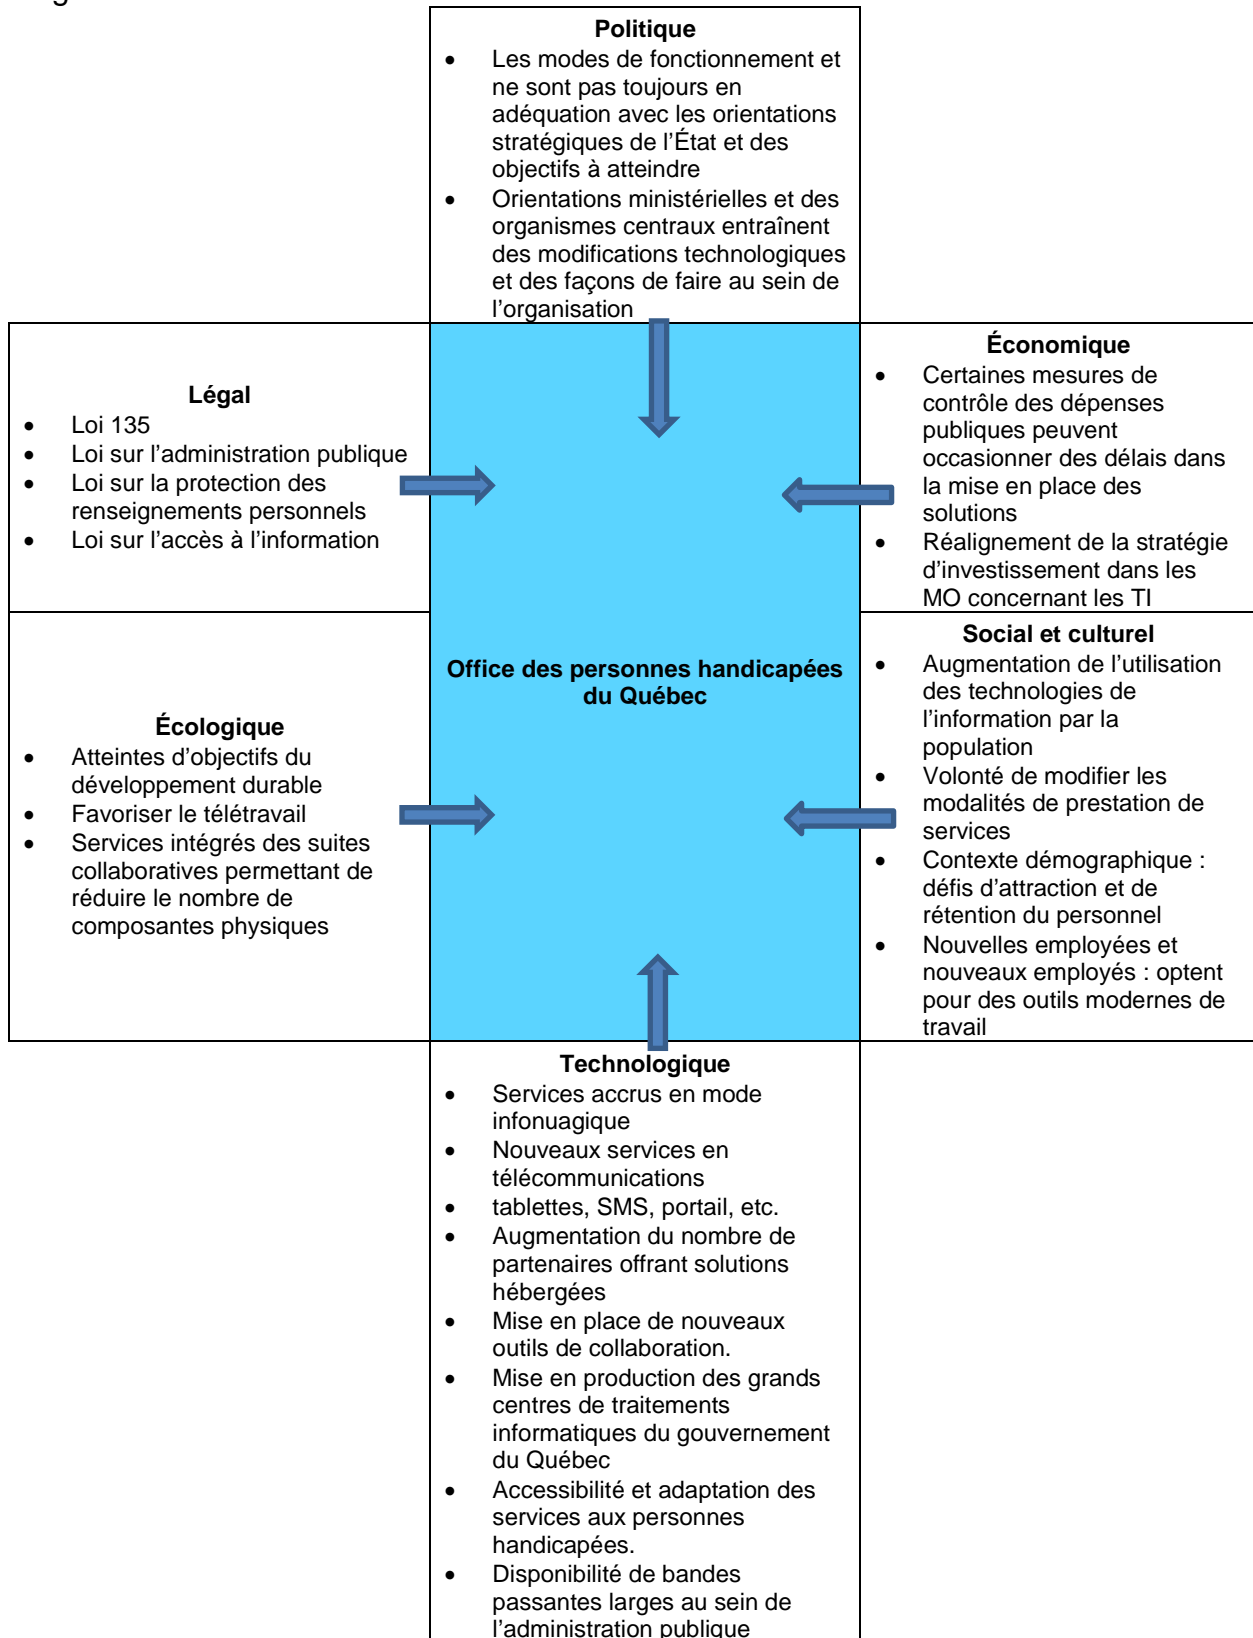 Politique
• Les modes de fonctionnement et
ne sont pas toujours en
adéquation avec les orientations
stratégiques de l’État et des
objectifs à atteindre
• Orientations ministérielles et des
organismes centraux entraînent
des modifications technologiques
et des façons de faire au sein de
l’organisation
Légal
• Loi 135
• Loi sur l’administration publique
• Loi sur la protection des
renseignements personnels
• Loi sur l’accès à l’information
Économique
• Certaines mesures de
contrôle des dépenses
publiques peuvent
occasionner des délais dans
la mise en place des
solutions
• Réalignement de la stratégie
d’investissement dans les
MO concernant les TI
Office des personnes handicapées
du Québec
Écologique
• Atteintes d’objectifs du
développement durable
• Favoriser le télétravail
• Services intégrés des suites
collaboratives permettant de
réduire le nombre de
composantes physiques
Social et culturel
• Augmentation de l’utilisation
des technologies de
l’information par la
population
• Volonté de modifier les
modalités de prestation de
services
• Contexte démographique :
défis d’attraction et de
rétention du personnel
• Nouvelles employées et
nouveaux employés : optent
pour des outils modernes de
travail
Technologique
• Services accrus en mode
infonuagique
• Nouveaux services en
télécommunications
• tablettes, SMS, portail, etc.
• Augmentation du nombre de
partenaires offrant solutions
hébergées
• Mise en place de nouveaux
outils de collaboration.
• Mise en production des grands
centres de traitements
informatiques du gouvernement
du Québec
• Accessibilité et adaptation des
services aux personnes
handicapées.
• Disponibilité de bandes
passantes larges au sein de
l’administration publique